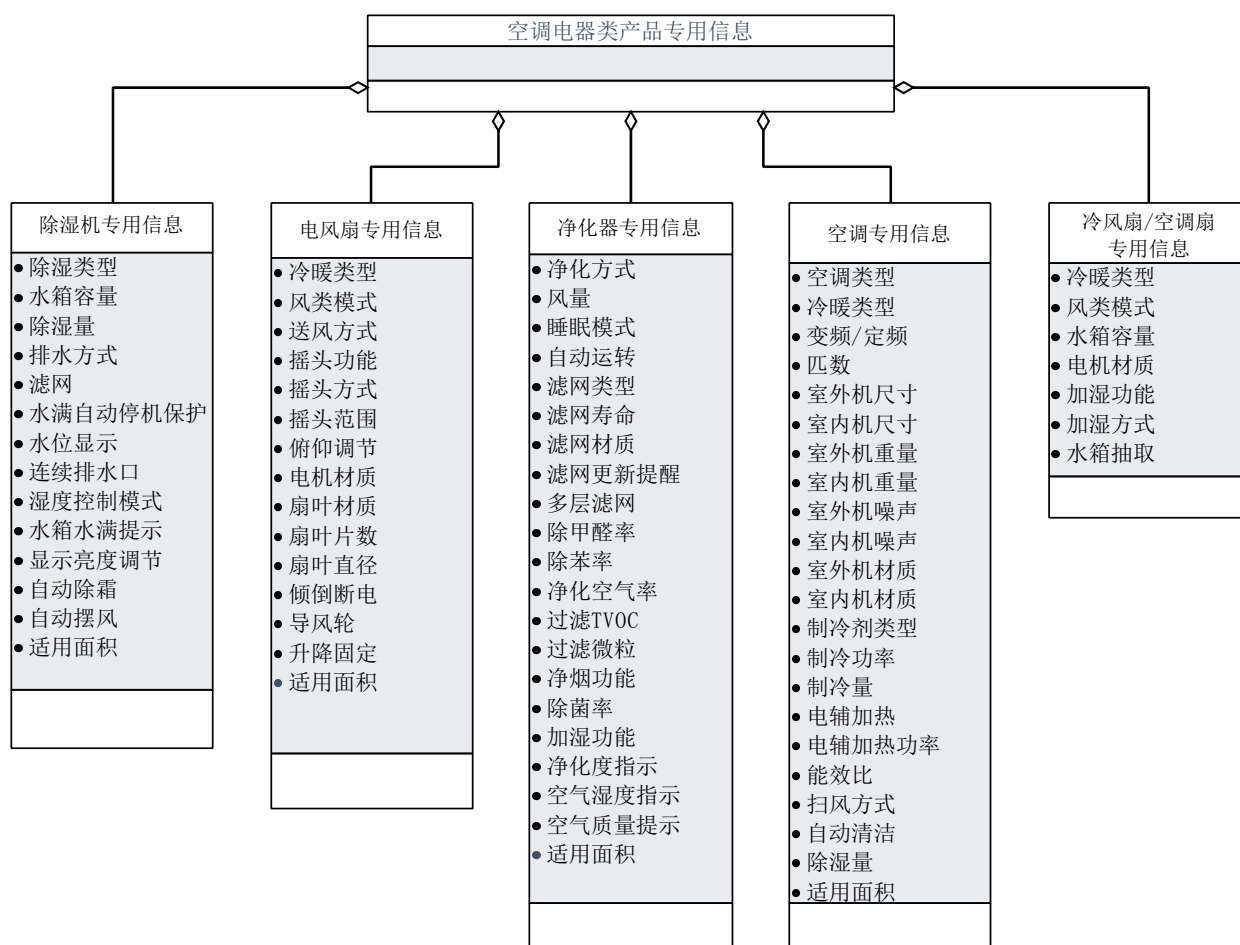 空调电器类产品专用信息
除湿机专用信息
除湿类型
水箱容量
除湿量
排水方式
滤网
水满自动停机保护
水位显示
连续排水口
湿度控制模式
水箱水满提示
显示亮度调节
自动除霜
自动摆风
适用面积
电风扇专用信息
冷暖类型
风类模式
送风方式
摇头功能
摇头方式
摇头范围
俯仰调节
电机材质
扇叶材质
扇叶片数
扇叶直径
倾倒断电
导风轮
升降固定
适用面积
净化器专用信息
净化方式
风量
睡眠模式
自动运转
滤网类型
滤网寿命
滤网材质
滤网更新提醒
多层滤网
除甲醛率
除苯率
净化空气率
过滤TVOC
过滤微粒
净烟功能
除菌率
加湿功能
净化度指示
空气湿度指示
空气质量提示
适用面积
空调专用信息
空调类型
冷暖类型
变频/定频
匹数
室外机尺寸
室内机尺寸
室外机重量
室内机重量
室外机噪声
室内机噪声
室外机材质
室内机材质
制冷剂类型
制冷功率
制冷量
电辅加热
电辅加热功率
能效比
扫风方式
自动清洁
除湿量
适用面积
冷风扇/空调扇
专用信息
冷暖类型
风类模式
水箱容量
电机材质
加湿功能
加湿方式
水箱抽取